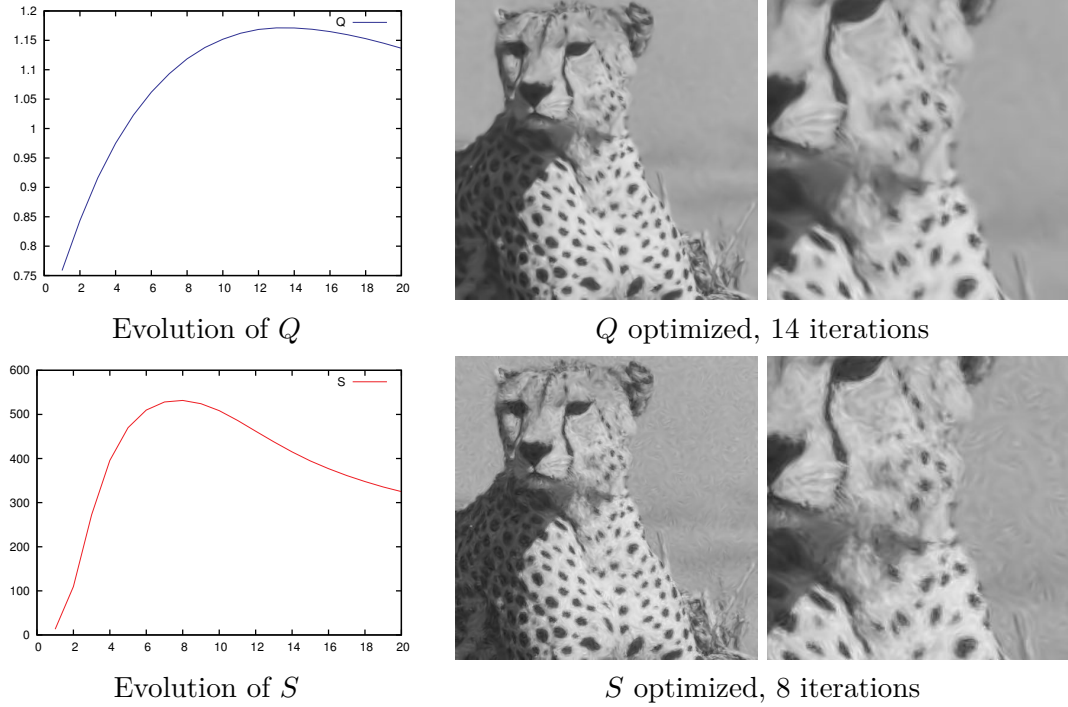 1.2
1.15
1.1
1.05
1
0.95
0.9
0.85
0.8
0.75
0 2 4 6 8 10 12 14 16 18 20
Q
Evolution of Q
Q optimized, 14 iterations
600
500
400
300
200
100
0
0 2 4 6 8 10 12 14 16 18 20
S
Evolution of S
S optimized, 8 iterations